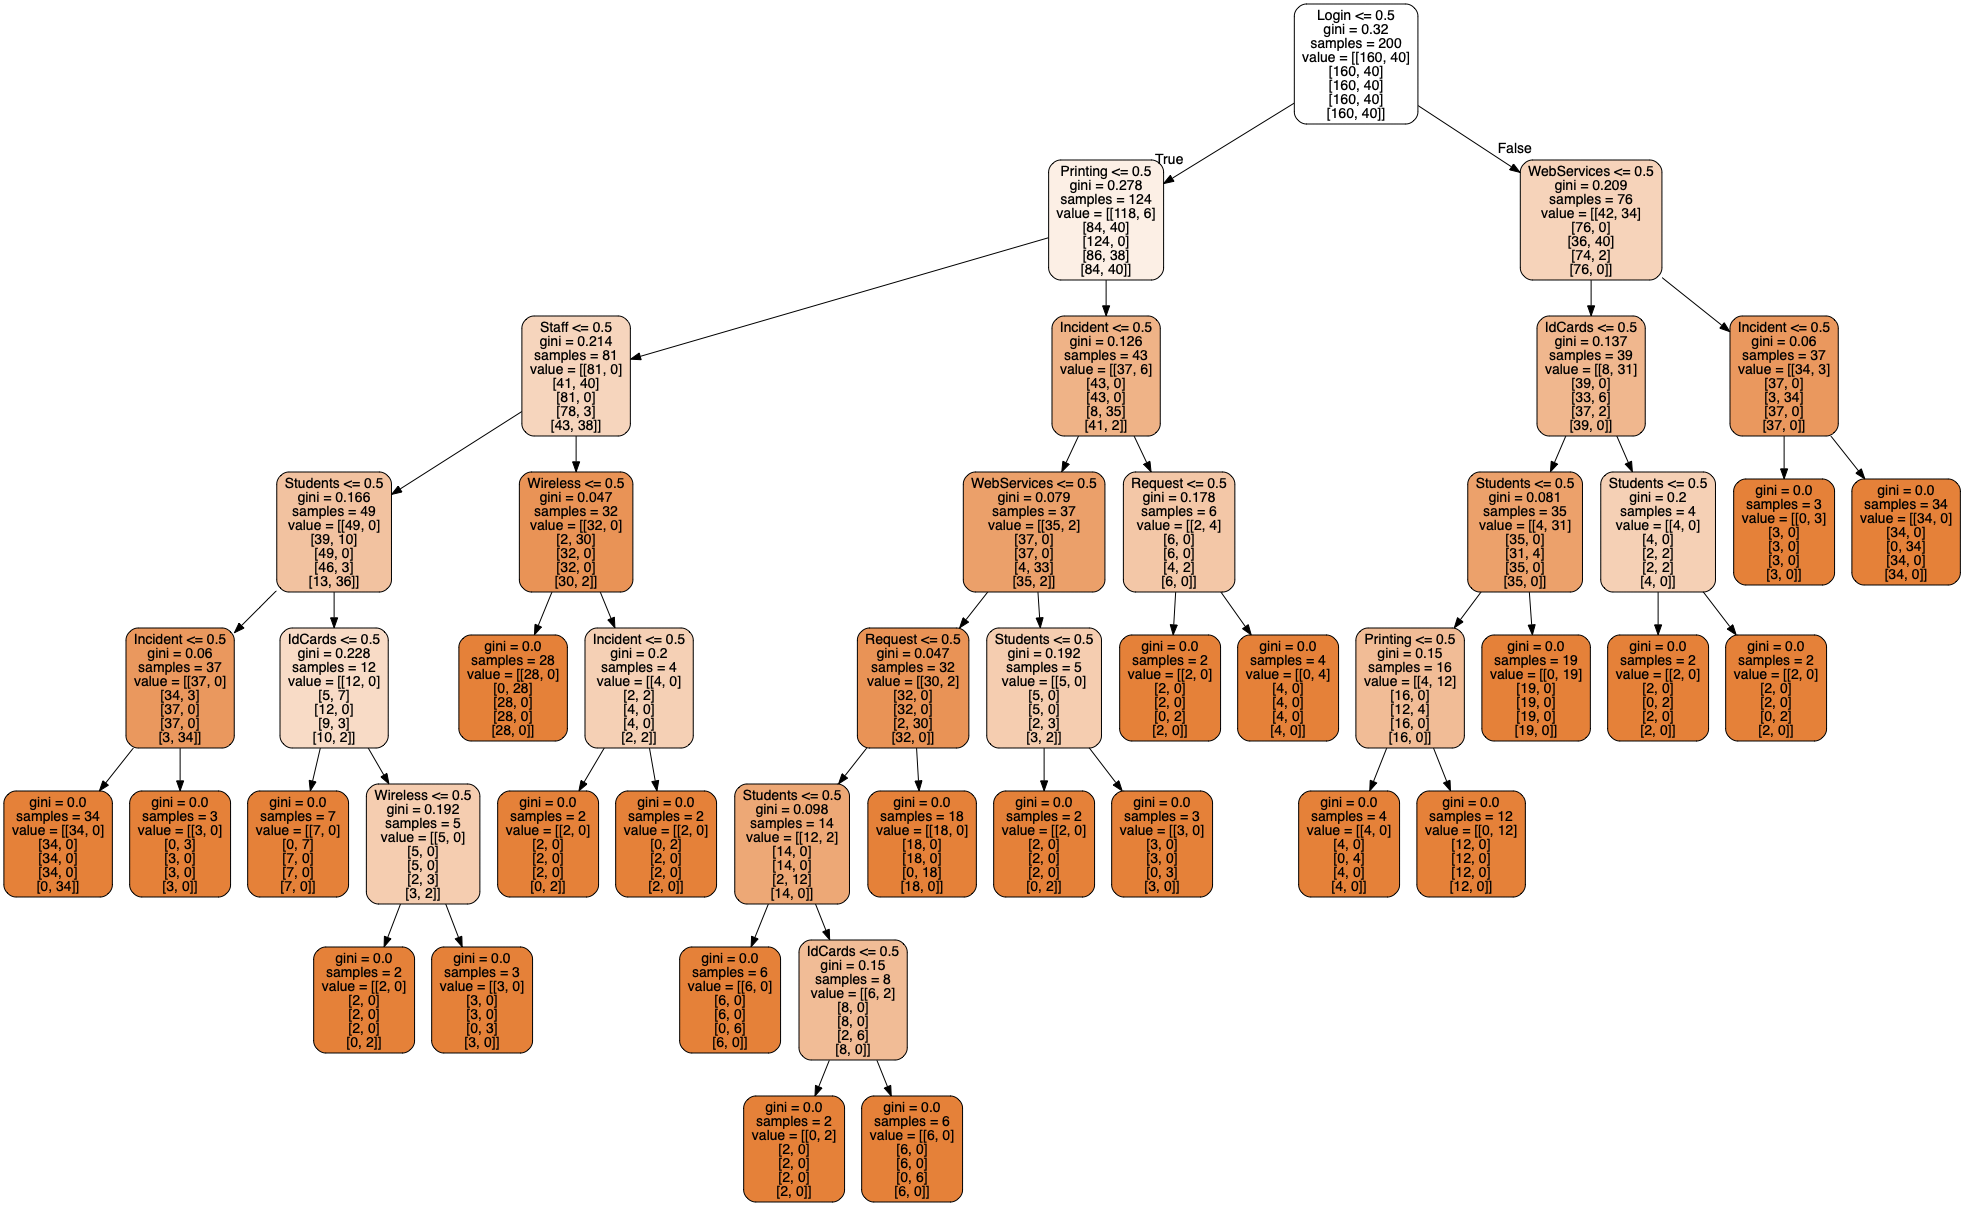 Login <= 0.5
gini = 0.32
samples = 200
value = [[160, 40]
[160, 40]
[160, 40]
[160, 40]
[160, 40]]
True
False
Printing <= 0.5
gini = 0.278
samples = 124
value = [[118, 6]
[84, 40]
[124, 0]
[86, 38]
[84, 40]]
WebServices <= 0.5
gini = 0.209
samples = 76
value = [[42, 34]
[76, 0]
[36, 40]
[74, 2]
[76, 0]]
Staff <= 0.5
gini = 0.214
samples = 81
value = [[81, 0]
[41, 40]
[81, 0]
[78, 3]
[43, 38]]
Incident <= 0.5
gini = 0.126
samples = 43
value = [[37, 6]
[43, 0]
[43, 0]
[8, 35]
[41, 2]]
IdCards <= 0.5
gini = 0.137
samples = 39
value = [[8, 31]
[39, 0]
[33, 6]
[37, 2]
[39, 0]]
Incident <= 0.5
gini = 0.06
samples = 37
value = [[34, 3]
[37, 0]
[3, 34]
[37, 0]
[37, 0]]
Students <= 0.5
gini = 0.166
samples = 49
value = [[49, 0]
[39, 10]
[49, 0]
[46, 3]
[13, 36]]
Wireless <= 0.5
gini = 0.047
samples = 32
value = [[32, 0]
[2, 30]
[32, 0]
[32, 0]
[30, 2]]
WebServices <= 0.5
gini = 0.079
samples = 37
value = [[35, 2]
[37, 0]
[37, 0]
[4, 33]
[35, 2]]
Request <= 0.5
gini = 0.178
samples = 6
value = [[2, 4]
[6, 0]
[6, 0]
[4, 2]
[6, 0]]
Students <= 0.5
gini = 0.081
samples = 35
value = [[4, 31]
[35, 0]
[31, 4]
[35, 0]
[35, 0]]
Students <= 0.5
gini = 0.2
samples = 4
value = [[4, 0]
[4, 0]
[2, 2]
[2, 2]
[4, 0]]
gini = 0.0
samples = 3
value = [[0, 3]
[3, 0]
[3, 0]
[3, 0]
[3, 0]]
gini = 0.0
samples = 34
value = [[34, 0]
[34, 0]
[0, 34]
[34, 0]
[34, 0]]
Incident <= 0.5
gini = 0.06
samples = 37
value = [[37, 0]
[34, 3]
[37, 0]
[37, 0]
[3, 34]]
IdCards <= 0.5
gini = 0.228
samples = 12
value = [[12, 0]
[5, 7]
[12, 0]
[9, 3]
[10, 2]]
gini = 0.0
samples = 28
value = [[28, 0]
[0, 28]
[28, 0]
[28, 0]
[28, 0]]
Incident <= 0.5
gini = 0.2
samples = 4
value = [[4, 0]
[2, 2]
[4, 0]
[4, 0]
[2, 2]]
Request <= 0.5
gini = 0.047
samples = 32
value = [[30, 2]
[32, 0]
[32, 0]
[2, 30]
[32, 0]]
Students <= 0.5
gini = 0.192
samples = 5
value = [[5, 0]
[5, 0]
[5, 0]
[2, 3]
[3, 2]]
gini = 0.0
samples = 2
value = [[2, 0]
[2, 0]
[2, 0]
[0, 2]
[2, 0]]
gini = 0.0
samples = 4
value = [[0, 4]
[4, 0]
[4, 0]
[4, 0]
[4, 0]]
Printing <= 0.5
gini = 0.15
samples = 16
value = [[4, 12]
[16, 0]
[12, 4]
[16, 0]
[16, 0]]
gini = 0.0
samples = 19
value = [[0, 19]
[19, 0]
[19, 0]
[19, 0]
[19, 0]]
gini = 0.0
samples = 2
value = [[2, 0]
[2, 0]
[0, 2]
[2, 0]
[2, 0]]
gini = 0.0
samples = 2
value = [[2, 0]
[2, 0]
[2, 0]
[0, 2]
[2, 0]]
gini = 0.0
samples = 34
value = [[34, 0]
[34, 0]
[34, 0]
[34, 0]
[0, 34]]
gini = 0.0
samples = 3
value = [[3, 0]
[0, 3]
[3, 0]
[3, 0]
[3, 0]]
gini = 0.0
samples = 7
value = [[7, 0]
[0, 7]
[7, 0]
[7, 0]
[7, 0]]
Wireless <= 0.5
gini = 0.192
samples = 5
value = [[5, 0]
[5, 0]
[5, 0]
[2, 3]
[3, 2]]
gini = 0.0
samples = 2
value = [[2, 0]
[2, 0]
[2, 0]
[2, 0]
[0, 2]]
gini = 0.0
samples = 2
value = [[2, 0]
[0, 2]
[2, 0]
[2, 0]
[2, 0]]
Students <= 0.5
gini = 0.098
samples = 14
value = [[12, 2]
[14, 0]
[14, 0]
[2, 12]
[14, 0]]
gini = 0.0
samples = 18
value = [[18, 0]
[18, 0]
[18, 0]
[0, 18]
[18, 0]]
gini = 0.0
samples = 2
value = [[2, 0]
[2, 0]
[2, 0]
[2, 0]
[0, 2]]
gini = 0.0
samples = 3
value = [[3, 0]
[3, 0]
[3, 0]
[0, 3]
[3, 0]]
gini = 0.0
samples = 4
value = [[4, 0]
[4, 0]
[0, 4]
[4, 0]
[4, 0]]
gini = 0.0
samples = 12
value = [[0, 12]
[12, 0]
[12, 0]
[12, 0]
[12, 0]]
gini = 0.0
samples = 2
value = [[2, 0]
[2, 0]
[2, 0]
[2, 0]
[0, 2]]
gini = 0.0
samples = 3
value = [[3, 0]
[3, 0]
[3, 0]
[0, 3]
[3, 0]]
gini = 0.0
samples = 6
value = [[6, 0]
[6, 0]
[6, 0]
[0, 6]
[6, 0]]
IdCards <= 0.5
gini = 0.15
samples = 8
value = [[6, 2]
[8, 0]
[8, 0]
[2, 6]
[8, 0]]
gini = 0.0
samples = 2
value = [[0, 2]
[2, 0]
[2, 0]
[2, 0]
[2, 0]]
gini = 0.0
samples = 6
value = [[6, 0]
[6, 0]
[6, 0]
[0, 6]
[6, 0]]